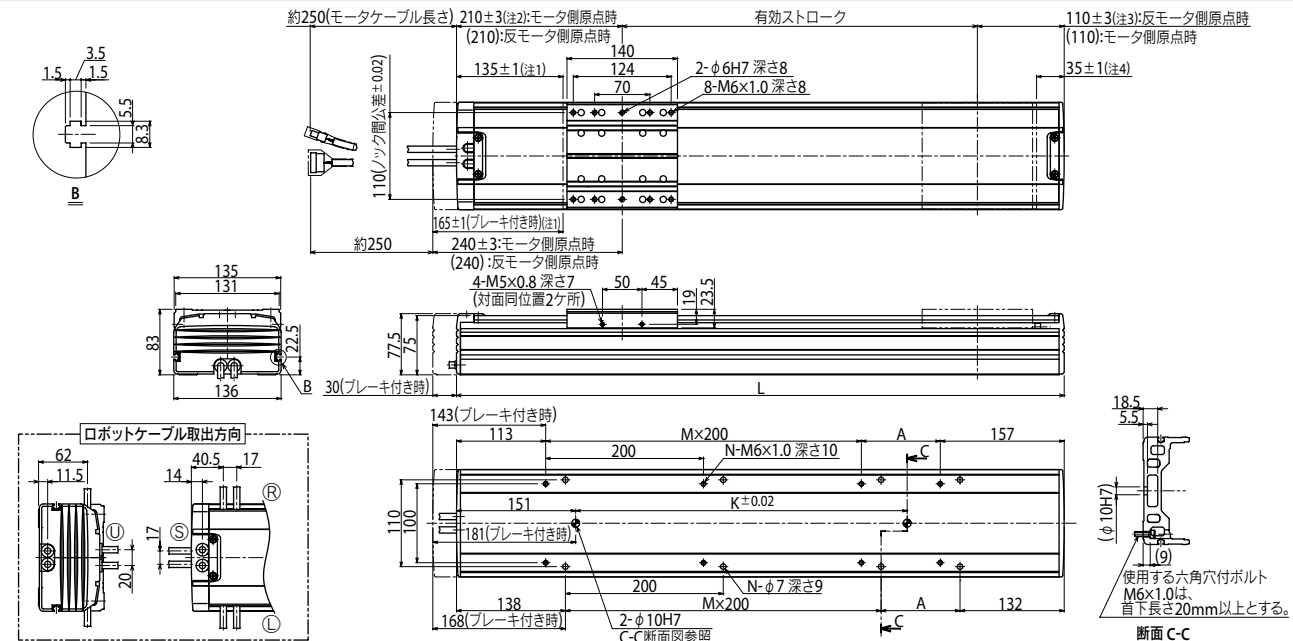 約250(モータケーブル長さ)
210±3(注2):モータ側原点時
(210):反モータ側原点時
有効ストローク
110±3(注3):反モータ側原点時
(110):モータ側原点時
140
124
70
135±1(注1)
2-φ6H7 深さ8
8-M6×1.0 深さ8
35±1(注4)
3.5
1.5
1.5
5.5
8.3
B
110(ノック間公差±0.02)
165±1(ブレーキ付き時)(注1)
約250
240±3:モータ側原点時
(240):反モータ側原点時
135
131
83
22.5
136
B
4-M5×0.8 深さ7
(対面同位置2ケ所)
50
45
19
23.5
77.5
75
30(ブレーキ付き時)
L
ロボットケーブル取出方向
62
11.5
40.5
17
14
17
20
Ⓤ
Ⓢ
Ⓡ
Ⓛ
143(ブレーキ付き時)
113
M×200
A
157
200
N-M6×1.0 深さ10
C
151
K±0.02
110
100
181(ブレーキ付き時)
200
N-φ7 深さ9
138
M×200
A
132
168(ブレーキ付き時)
2-φ10H7
C-C断面図参照
C
18.5
5.5
(φ10H7)
(9)
使用する六角穴付ボルト
M6×1.0は、
首下長さ20mm以上とする。
断面 C-C